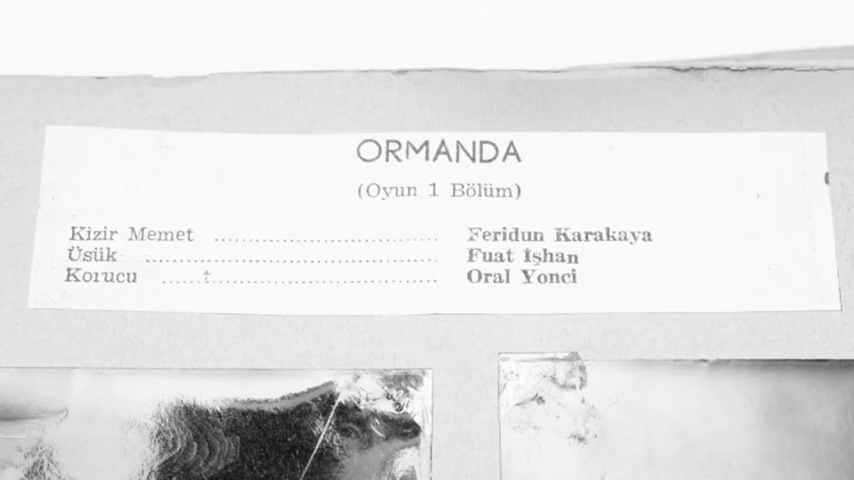 ORMANDA
(Oyun 1 Bölüm)
Kizir Memet ........................................ Feridun Karakaya
Üsük .................................................... Fuat İşhan
Korucu ................................................ Oral Yonci